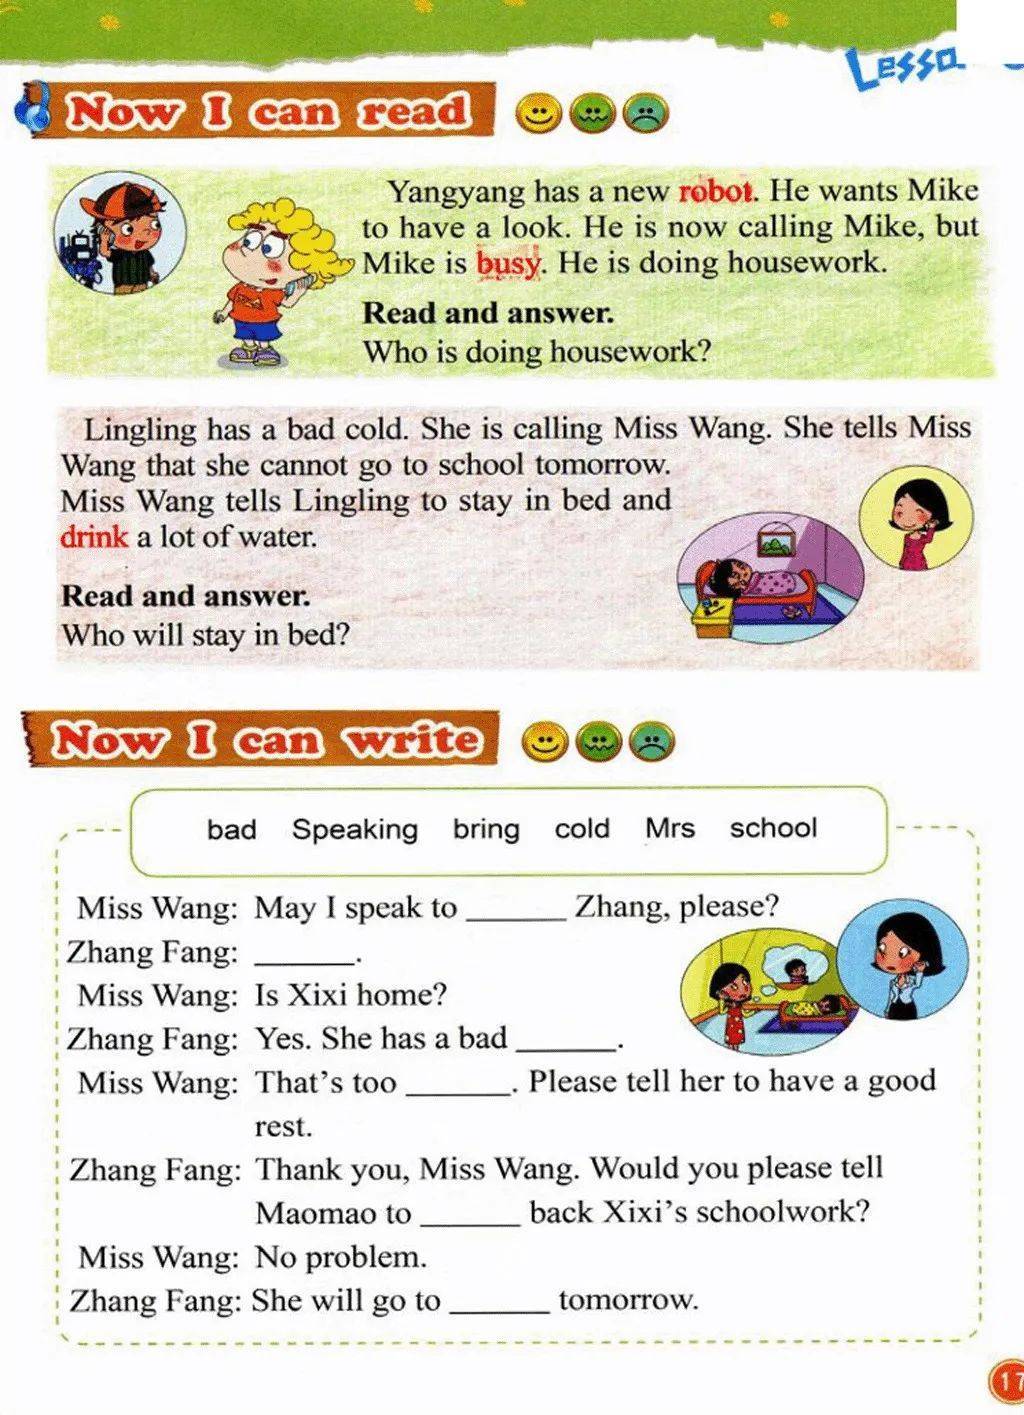 Now I can read
Yangyang has a new robot. He wants Mike
to have a look. He is now calling Mike, but
Mike is busy. He is doing housework.
Read and answer.
Who is doing housework?
Lingling has a bad cold. She is calling Miss Wang. She tells Miss
Wang that she cannot go to school tomorrow.
Miss Wang tells Lingling to stay in bed and
drink a lot of water.
Read and answer.
Who will stay in bed?
Now I can write
bad Speaking bring cold Mrs school
Miss Wang: May I speak to ______ Zhang, please?
Zhang Fang: ______.
Miss Wang: Is Xixi home?
Zhang Fang: Yes. She has a bad ______.
Miss Wang: That's too ______. Please tell her to have a good
rest.
Zhang Fang: Thank you, Miss Wang. Would you please tell
Maomao to ______ back Xixi's schoolwork?
Miss Wang: No problem.
Zhang Fang: She will go to ______ tomorrow.
17